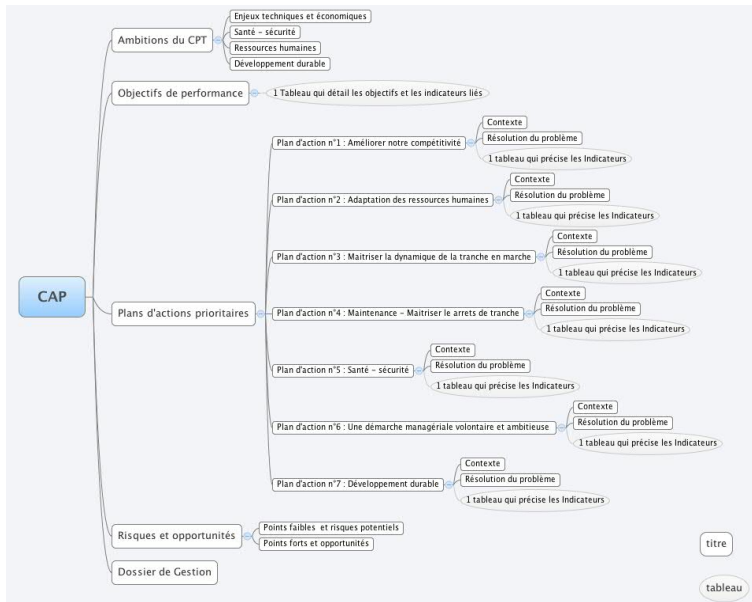 Ambitions du CPT
Enjeux techniques et économiques
Santé - sécurité
Ressources humaines
Développement durable
Objectifs de performance
1 Tableau qui détail les objectifs et les indicateurs liés
CAP
Plans d'actions prioritaires
Plan d'action n°1 : Améliorer notre compétitivité
Contexte
Résolution du problème
1 tableau qui précise les Indicateurs
Plan d'action n°2 : Adaptation des ressources humaines
Contexte
Résolution du problème
1 tableau qui précise les Indicateurs
Plan d'action n°3 : Maitriser la dynamique de la tranche en marche
Contexte
Résolution du problème
1 tableau qui précise les Indicateurs
Plan d'action n°4 : Maintenance - Maitriser le arrets de tranche
Contexte
Résolution du problème
1 tableau qui précise les Indicateurs
Plan d'action n°5 : Santé - sécurité
Contexte
Résolution du problème
1 tableau qui précise les Indicateurs
Plan d'action n°6 : Une démarche managériale volontaire et ambitieuse
Contexte
Résolution du problème
1 tableau qui précise les Indicateurs
Plan d'action n°7 : Développement durable
Contexte
Résolution du problème
1 tableau qui précise les Indicateurs
Risques et opportunités
Points faibles et risques potentiels
Points forts et opportunités
Dossier de Gestion
titre
tableau